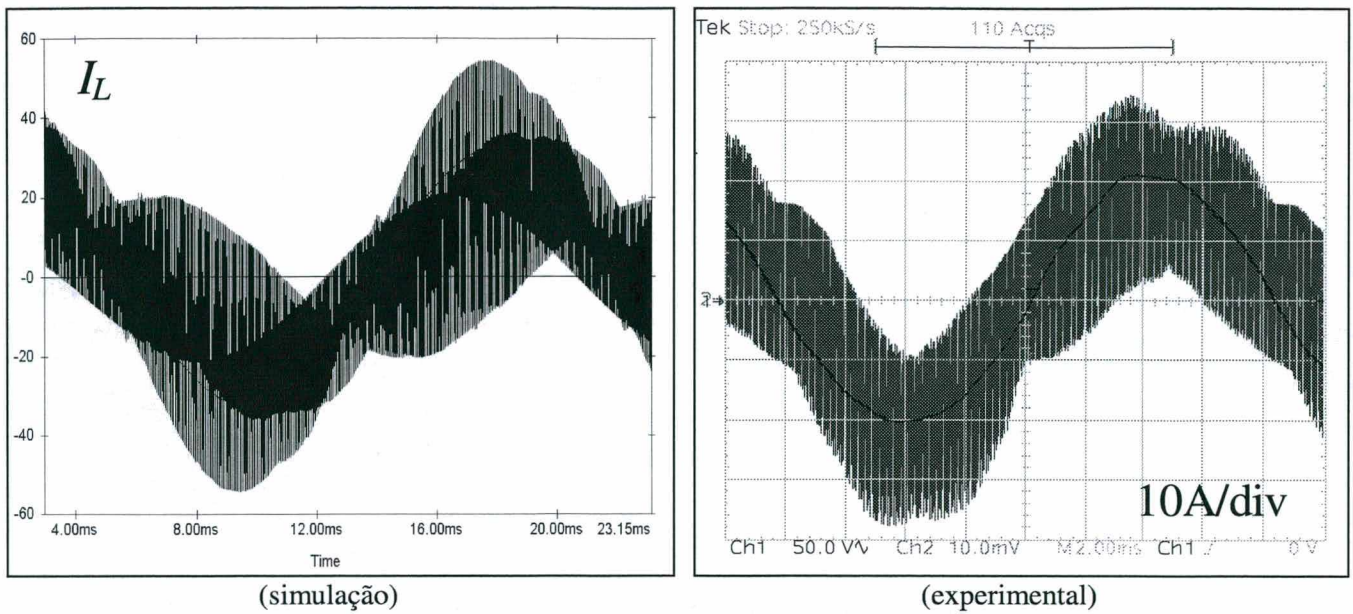 60
40
20
-0
-20
-40
-60
I_L
4.00ms 8.00ms 12.00ms 16.00ms 20.00ms 23.15ms
Time
(simulação)
Tek Stop: 250kS/s 110 Acqs
T
2
10A/div
Ch1 50.0 V Ch2 10.0mV M2.00ms Ch1 0 V
(experimental)